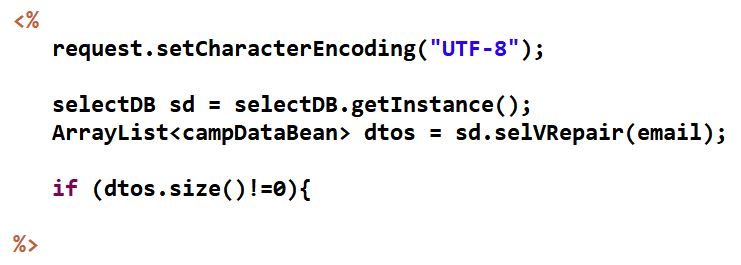 <%
request.setCharacterEncoding("UTF-8");
selectDB sd = selectDB.getInstance();
ArrayList<campDataBean> dtos = sd.selVRepair(email);
if (dtos.size()!=0){
%>